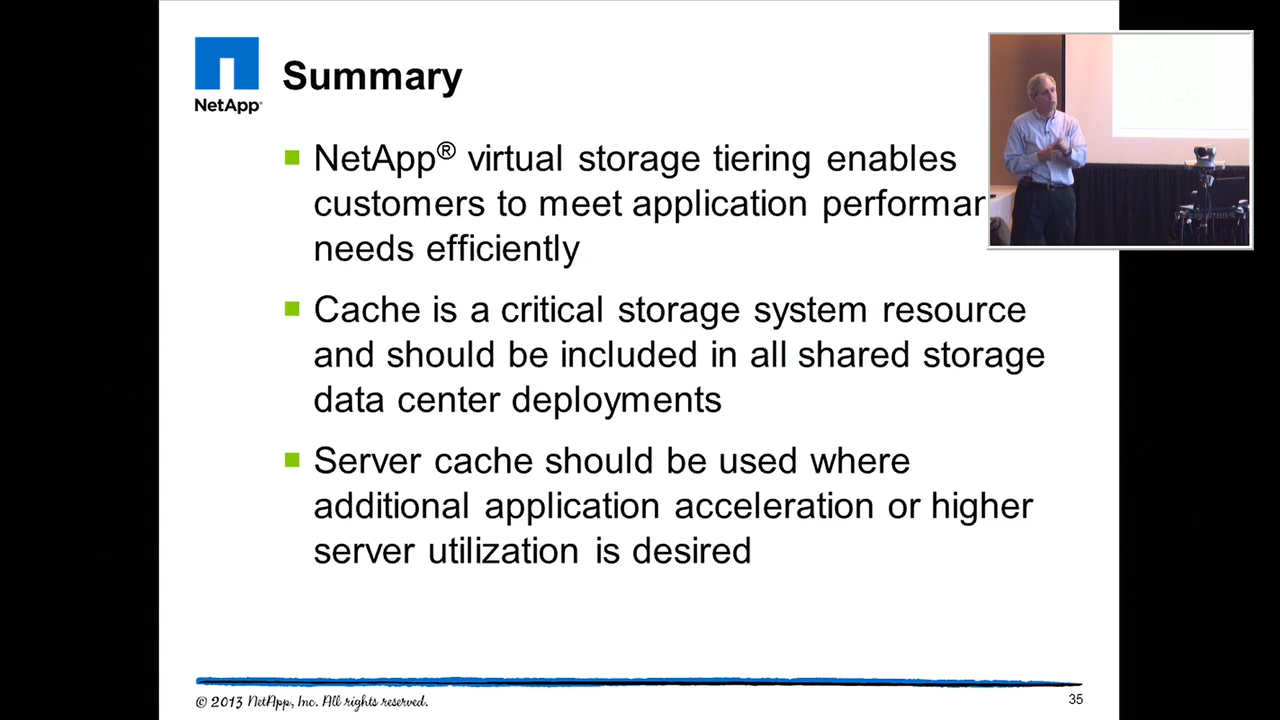 NetApp®
Summary
NetApp® virtual storage tiering enables
customers to meet application performan
needs efficiently
Cache is a critical storage system resource
and should be included in all shared storage
data center deployments
Server cache should be used where
additional application acceleration or higher
server utilization is desired
© 2013 NetApp, Inc. All rights reserved.
35